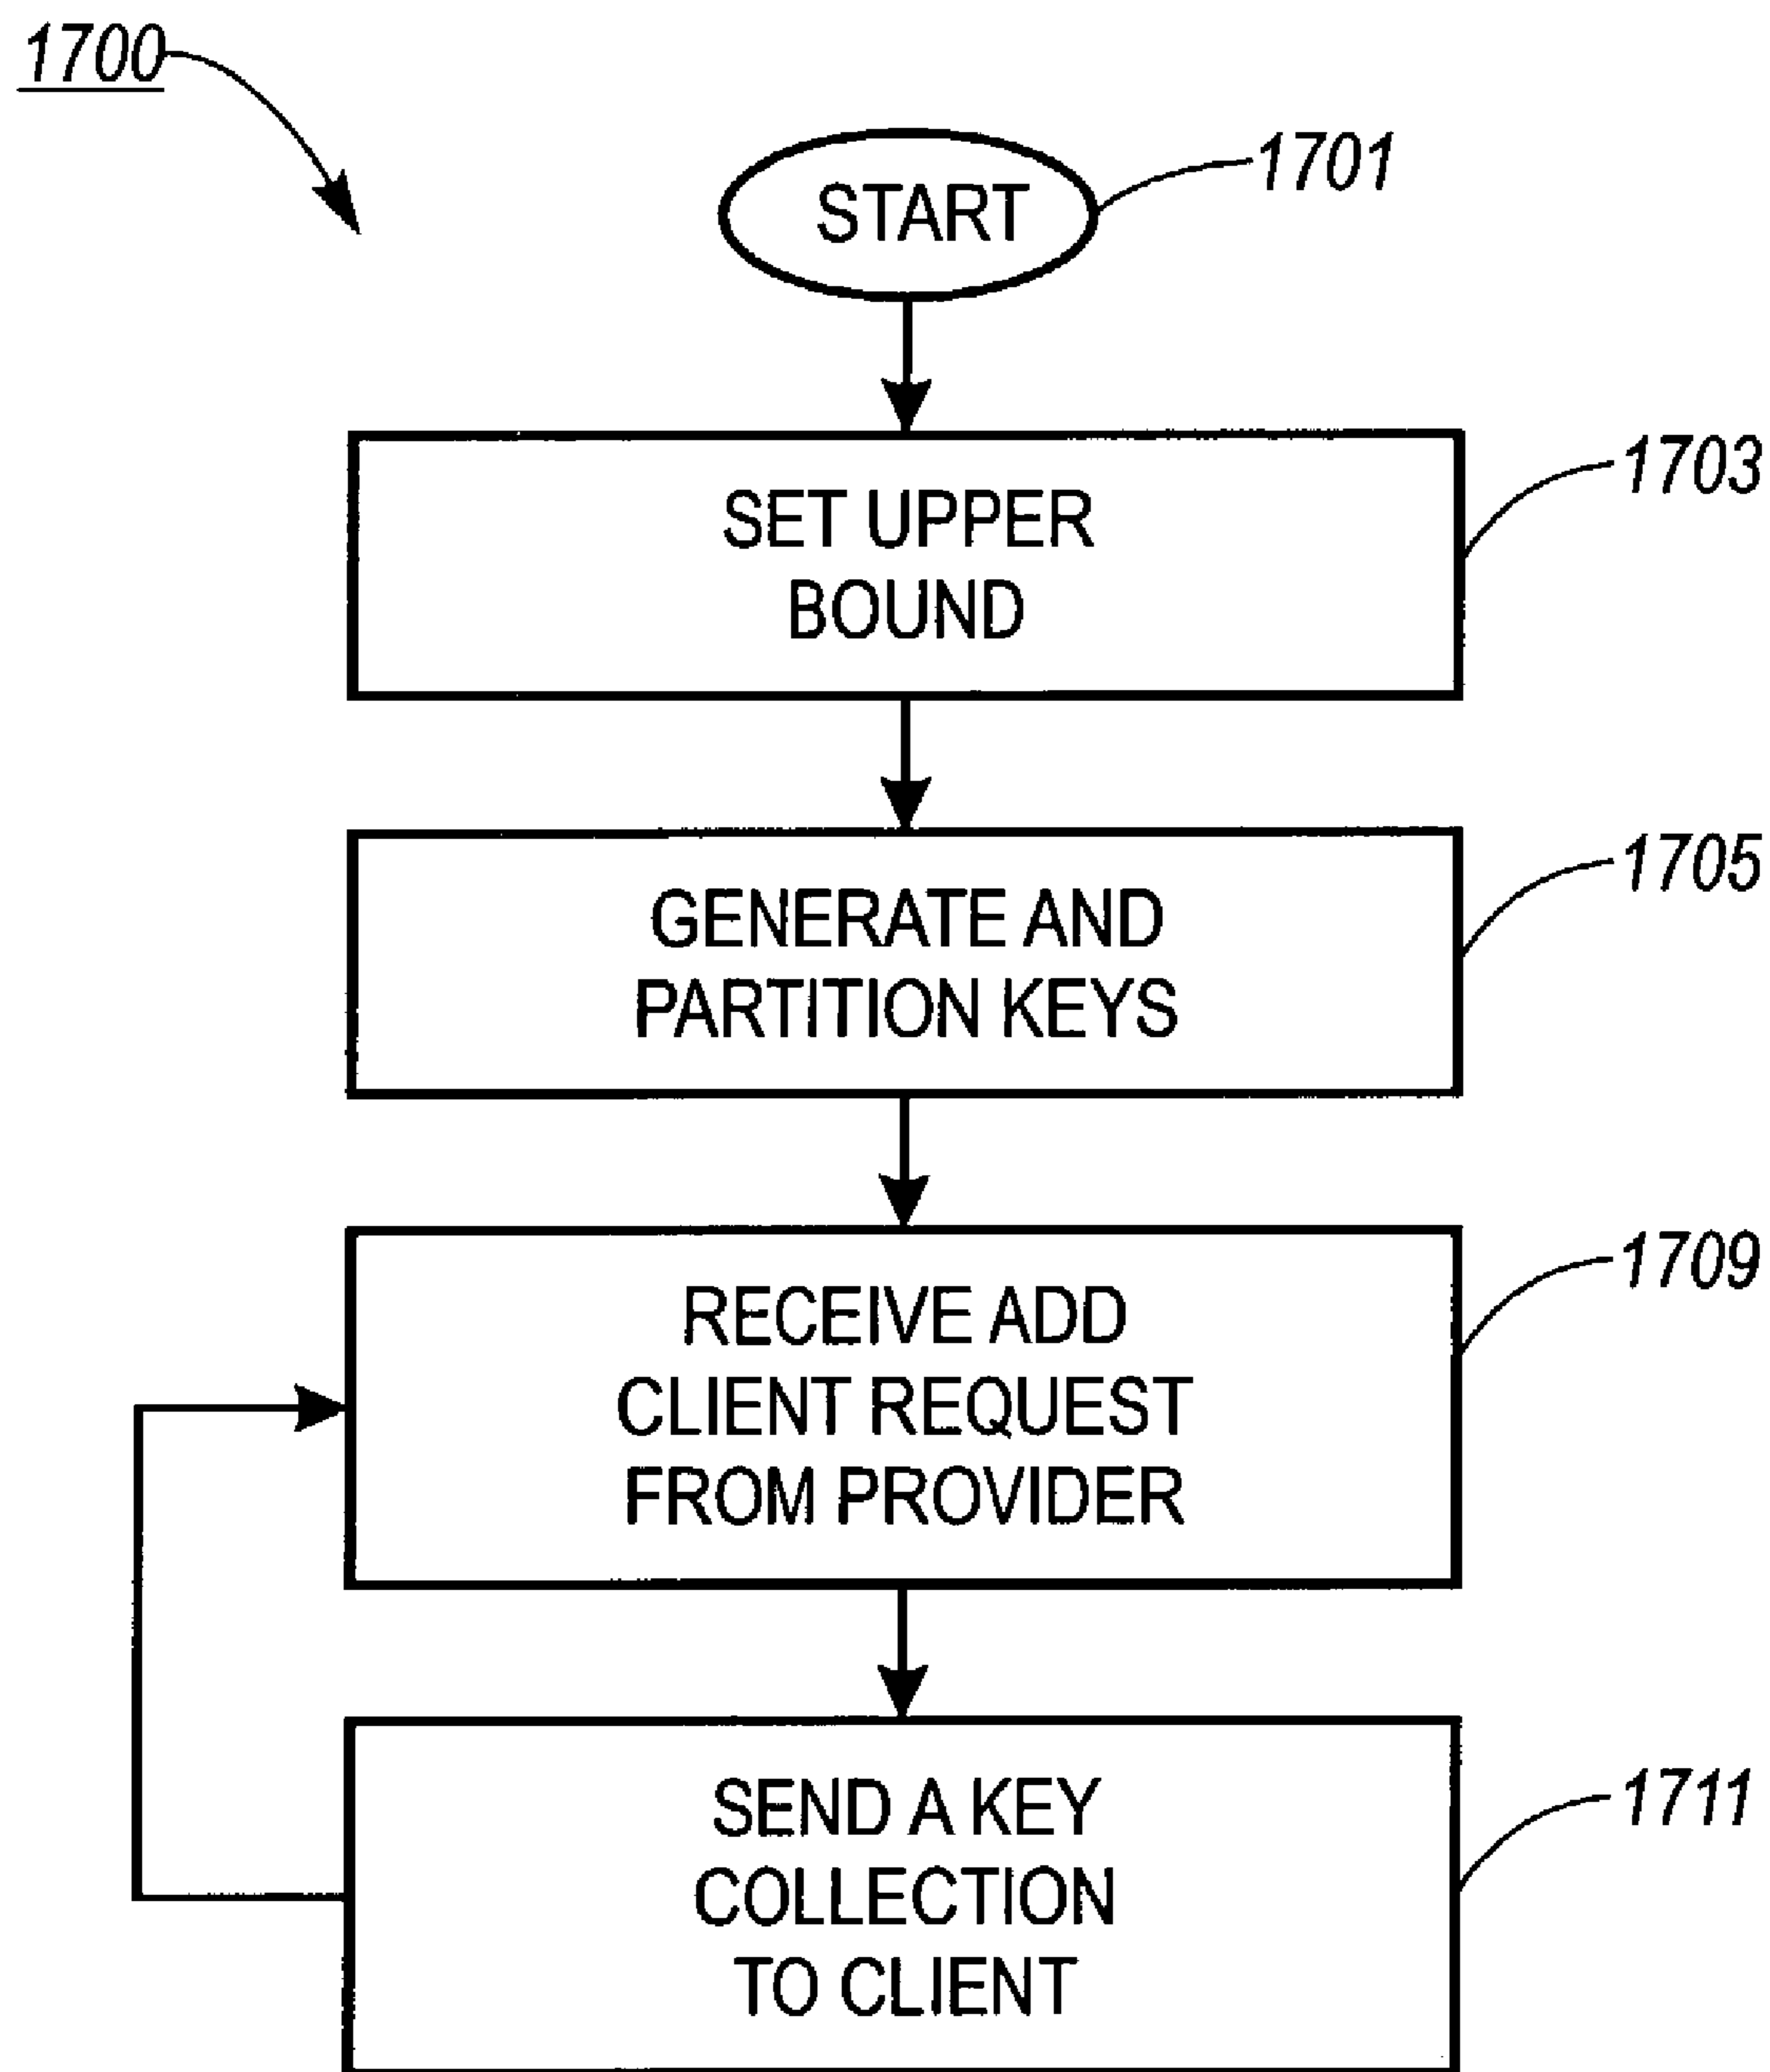 1700
START
1701
SET UPPER
BOUND
1703
GENERATE AND
PARTITION KEYS
1705
RECEIVE ADD
CLIENT REQUEST
FROM PROVIDER
1709
SEND A KEY
COLLECTION
TO CLIENT
1711